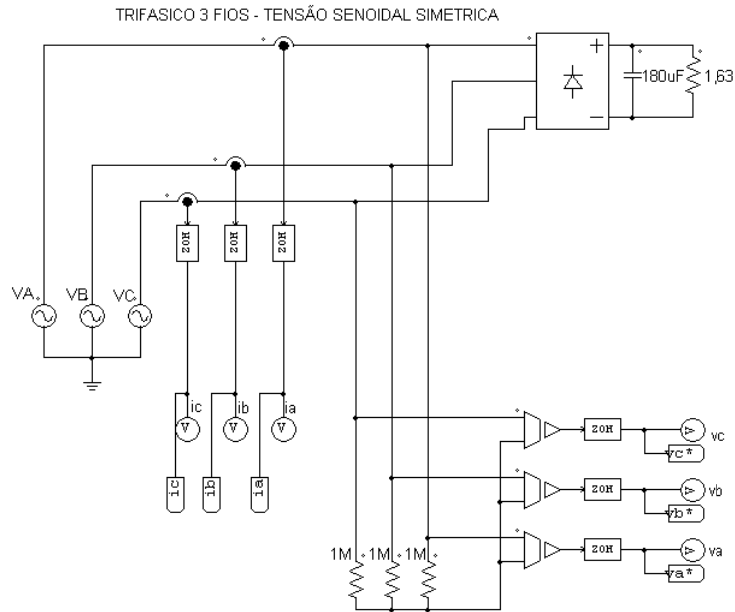 TRIFASICO 3 FIOS - TENSÃO SENOIDAL SIMETRICA
+
180uF
1,63
-
ZOH
ZOH
ZOH
VA
VB
VC
ic
ib
ia
V
V
V
ic
ib
ia
ZOH
V
vc
vc*
ZOH
V
vb
vb*
1M
1M
1M
ZOH
V
va
va*